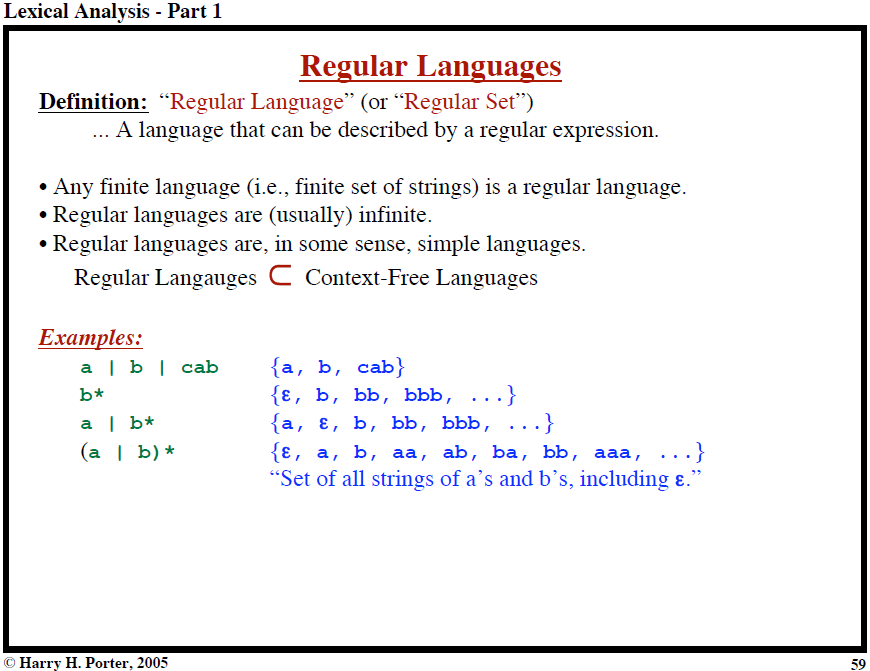 Lexical Analysis - Part 1
Regular Languages
Definition: “Regular Language” (or “Regular Set”)
... A language that can be described by a regular expression.
• Any finite language (i.e., finite set of strings) is a regular language.
• Regular languages are (usually) infinite.
• Regular languages are, in some sense, simple languages.
Regular Langauges ⊂ Context-Free Languages
Examples:
a | b | cab {a, b, cab}
b* {ε, b, bb, bbb, ...}
a | b* {a, ε, b, bb, bbb, ...}
(a | b)* {ε, a, b, aa, ab, ba, bb, aaa, ...}
“Set of all strings of a’s and b’s, including ε.”
© Harry H. Porter, 2005 59